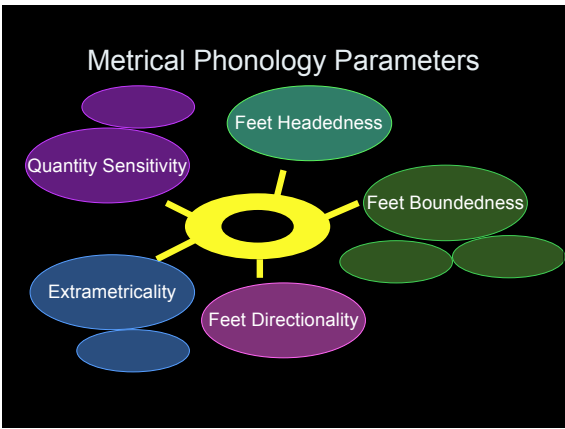 Metrical Phonology Parameters
Feet Headedness
Quantity Sensitivity
Feet Boundedness
Extrametricality
Feet Directionality